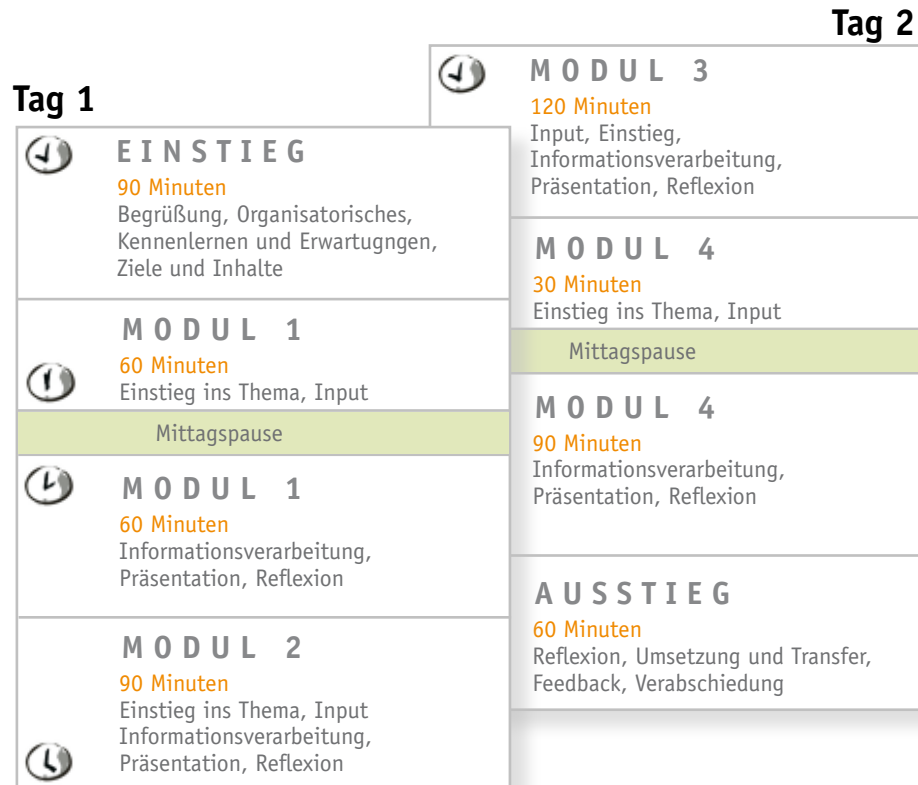 Tag 1
EINSTIEG
90 Minuten
Begrüßung, Organisatorisches,
Kennenlernen und Erwartugngen,
Ziele und Inhalte
MODUL 1
60 Minuten
Einstieg ins Thema, Input
Mittagspause
MODUL 1
60 Minuten
Informationsverarbeitung,
Präsentation, Reflexion
MODUL 2
90 Minuten
Einstieg ins Thema, Input
Informationsverarbeitung,
Präsentation, Reflexion
Tag 2
MODUL 3
120 Minuten
Input, Einstieg,
Informationsverarbeitung,
Präsentation, Reflexion
MODUL 4
30 Minuten
Einstieg ins Thema, Input
Mittagspause
MODUL 4
90 Minuten
Informationsverarbeitung,
Präsentation, Reflexion
AUSSTIEG
60 Minuten
Reflexion, Umsetzung und Transfer,
Feedback, Verabschiedung